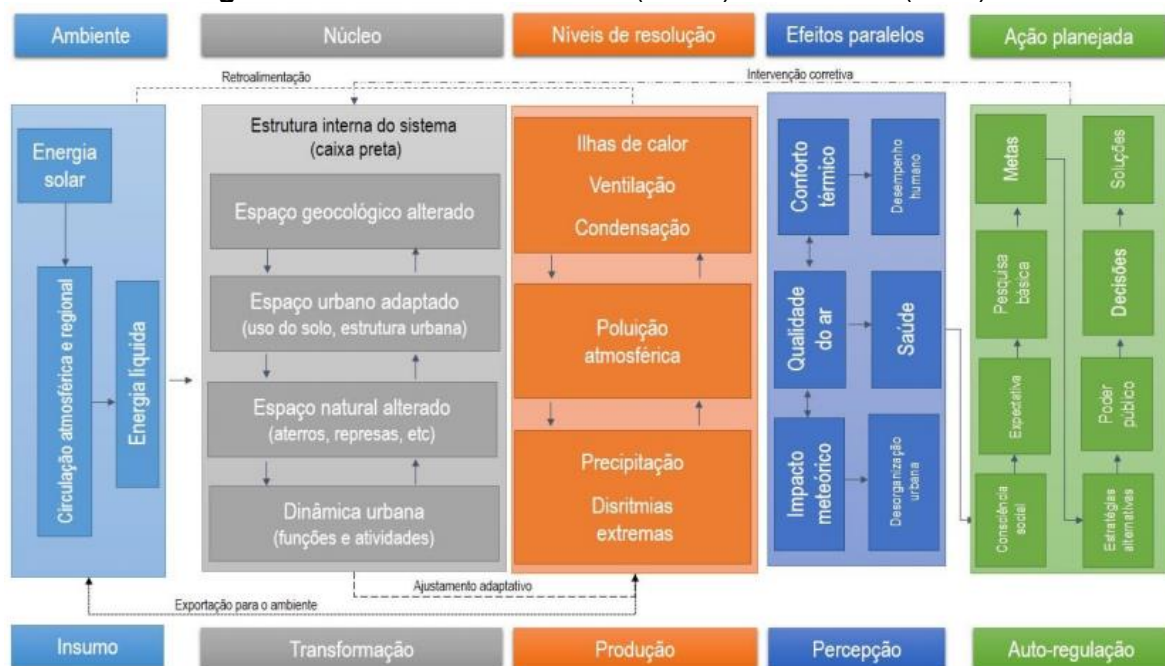 Ambiente
Núcleo
Níveis de resolução
Efeitos paralelos
Ação planejada
Retroalimentação
Intervenção corretiva
Energia
solar
Circulação atmosférica e regional
Energia líquida
Estrutura interna do sistema
(caixa preta)
Espaço geocológico alterado
Espaço urbano adaptado
(uso do solo, estrutura urbana)
Espaço natural alterado
(aterros, represas, etc)
Dinâmica urbana
(funções e atividades)
Ilhas de calor
Ventilação
Condensação
Poluição
atmosférica
Precipitação
Disritmias
extremas
Conforto
térmico
Desempenho
humano
Qualidade
do ar
Saúde
Impacto
meteórico
Desorganização
urbana
Metas
Soluções
Pesquisa
básica
Decisões
Expectativa
Poder
público
Consciência
social
Estratégias
alternativas
Ajustamento adaptativo
Exportação para o ambiente
Insumo
Transformação
Produção
Percepção
Auto-regulação